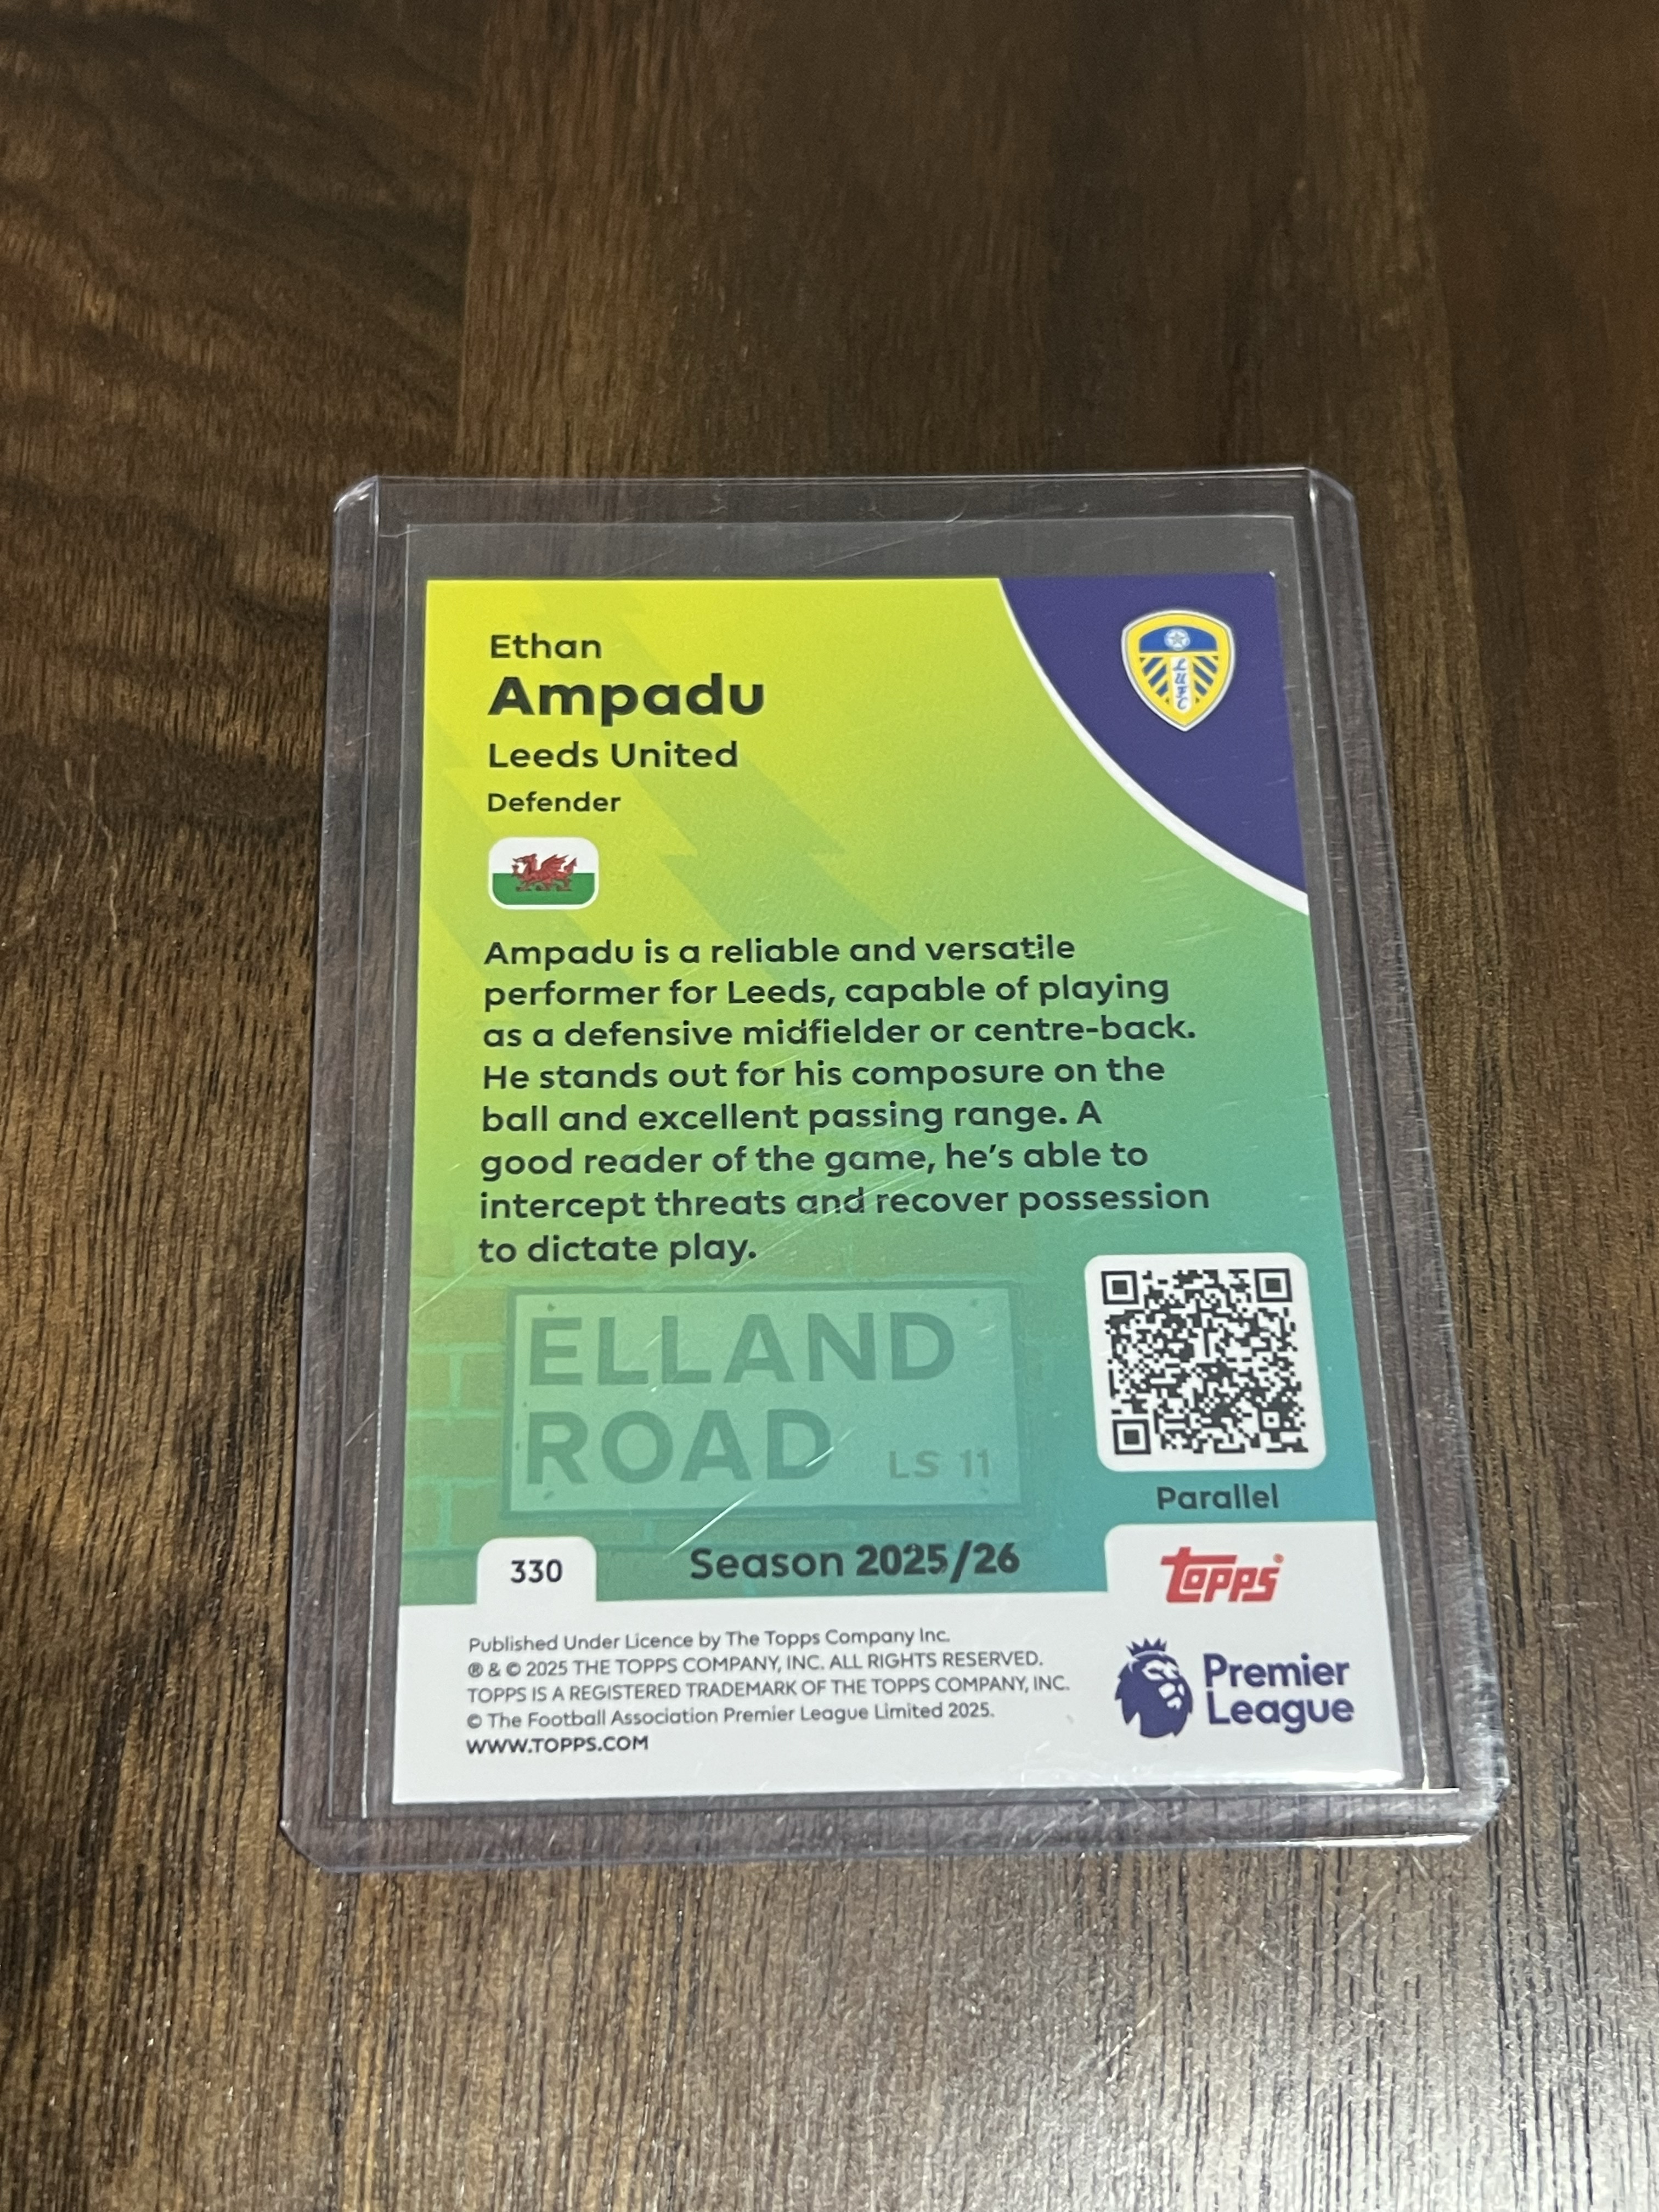 Ethan
Ampadu
Leeds United
Defender
LUFC
Ampadu is a reliable and versatile
performer for Leeds, capable of playing
as a defensive midfielder or centre-back.
He stands out for his composure on the
ball and excellent passing range. A
good reader of the game, he's able to
intercept threats and recover possession
to dictate play.
ELLAND
ROAD LS 11
Parallel
330
Season 2025/26
topps
Published Under Licence by The Topps Company Inc.
® & © 2025 THE TOPPS COMPANY, INC. ALL RIGHTS RESERVED.
TOPPS IS A REGISTERED TRADEMARK OF THE TOPPS COMPANY, INC.
© The Football Association Premier League Limited 2025.
WWW.TOPPS.COM
Premier
League